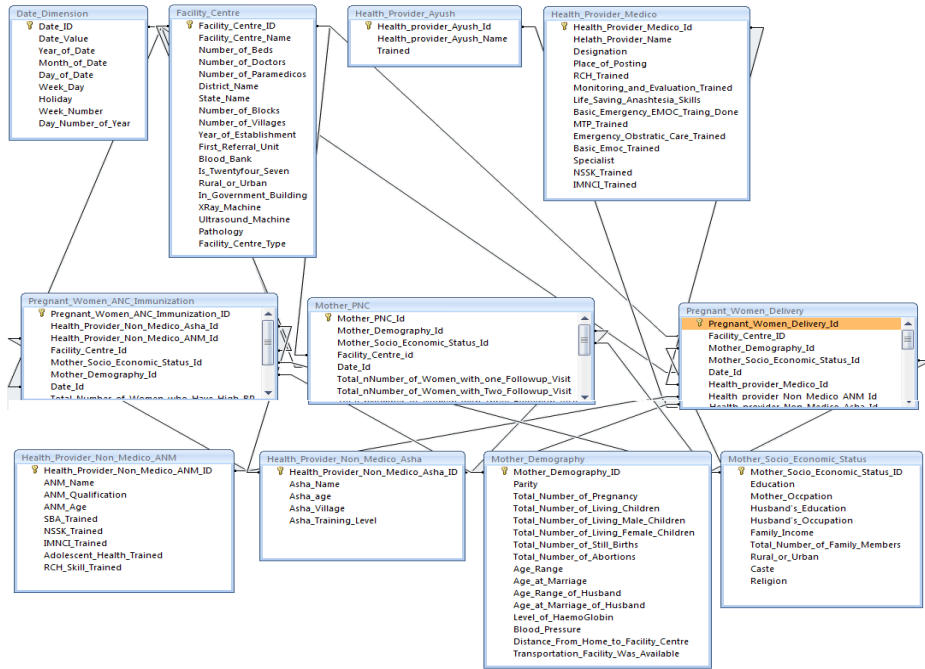 Date_Dimension
Date_ID
Date_Value
Year_of_Date
Month_of_Date
Day_of_Date
Week_Day
Holiday
Week_Number
Day_Number_of_Year
Facility_Centre
Facility_Centre_ID
Facility_Centre_Name
Number_of_Beds
Number_of_Doctors
Number_of_Paramedicos
District_Name
State_Name
Number_of_Blocks
Number_of_Villages
Year_of_Establishment
First_Referral_Unit
Blood_Bank
Is_Twentyfour_Seven
Rural_or_Urban
In_Government_Building
XRay_Machine
Ultrasound_Machine
Pathology
Facility_Centre_Type
Health_Provider_Ayush
Health_provider_Ayush_Id
Health_provider_Ayush_Name
Trained
Health_Provider_Medico
Health_Provider_Medico_Id
Helath_Provider_Name
Designation
Place_of_Posting
RCH_Trained
Monitoring_and_Evaluation_Trained
Life_Saving_Anashtesia_Skills
Basic_Emergency_EMOC_Traing_Done
MTP_Trained
Emergency_Obstratic_Care_Trained
Basic_Emoc_Trained
Specialist
NSSK_Trained
IMNCI_Trained
Pregnant_Women_ANC_Immunization
Pregnant_Women_ANC_Immunization_ID
Health_Provider_Non_Medico_Asha_Id
Health_Provider_Non_Medico_ANM_Id
Facility_Centre_Id
Mother_Socio_Economic_Status_Id
Mother_Demography_Id
Date_Id
Total_Number_of_Women_who_Have_High_BP
Mother_PNC
Mother_PNC_Id
Mother_Demography_Id
Mother_Socio_Economic_Status_Id
Facility_Centre_id
Date_Id
Total_nNumber_of_Women_with_one_Followup_Visit
Total_Number_of_Women_with_Two_Followup_Visit
Pregnant_Women_Delivery
Pregnant_Women_Delivery_Id
Facility_Centre_ID
Mother_Demography_Id
Mother_Socio_Economic_Status_Id
Date_Id
Health_provider_Medico_Id
Health_provider_Non_Medico_ANM_Id
Health_provider_Non_Medico_Asha_Id
Health_Provider_Non_Medico_ANM
Health_Provider_Non_Medico_ANM_ID
ANM_Name
ANM_Qualification
ANM_Age
SBA_Trained
NSSK_Trained
IMNCI_Trained
Adolescent_Health_Trained
RCH_Skill_Trained
Health_Provider_Non_Medico_Asha
Health_Provider_Non_Medico_Asha_ID
Asha_Name
Asha_age
Asha_Village
Asha_Training_Level
Mother_Demography
Mother_Demography_ID
Parity
Total_Number_of_Pregnancy
Total_Number_of_Living_Children
Total_Number_of_Living_Male_Children
Total_Number_of_Living_Female_Children
Total_Number_of_Still_Births
Total_Number_of_Abortions
Age_Range
Age_at_Marriage
Age_Range_of_Husband
Age_at_Marriage_of_Husband
Level_of_HaemoGlobin
Blood_Pressure
Distance_From_Home_to_Facility_Centre
Transportation_Facility_Was_Available
Mother_Socio_Economic_Status
Mother_Socio_Economic_Status_ID
Education
Mother_Occpation
Husband's_Education
Husband's_Occupation
Family_Income
Total_Number_of_Family_Members
Rural_or_Urban
Caste
Religion